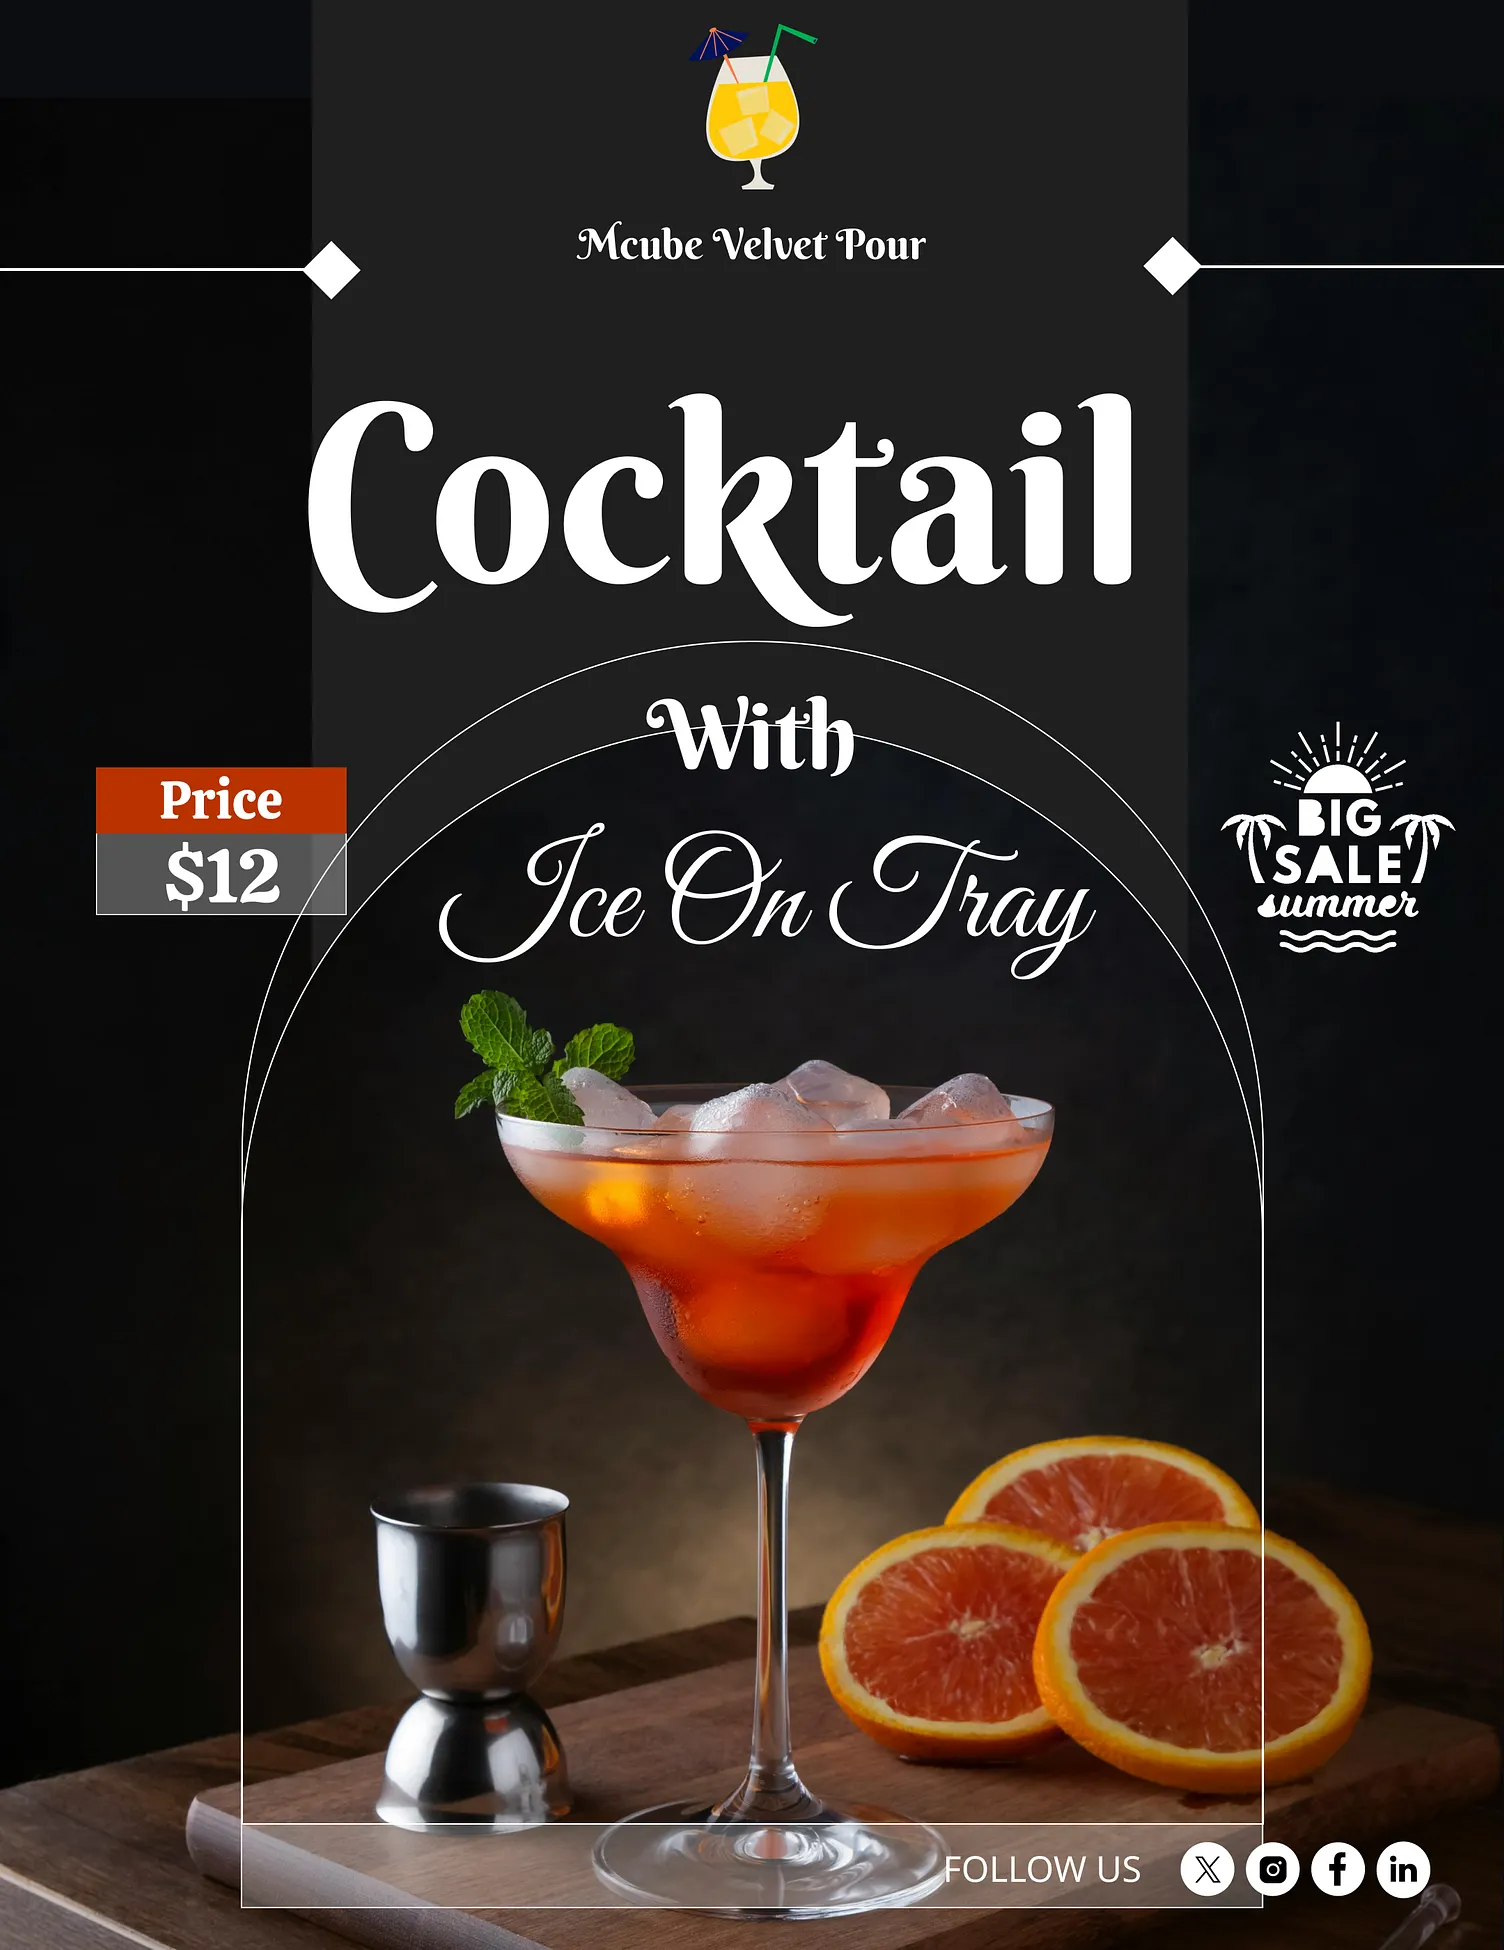 Mcube Velvet Pour
Cocktail
With
Ice On Tray
Price
$12
BIG
SALE
summer
FOLLOW US